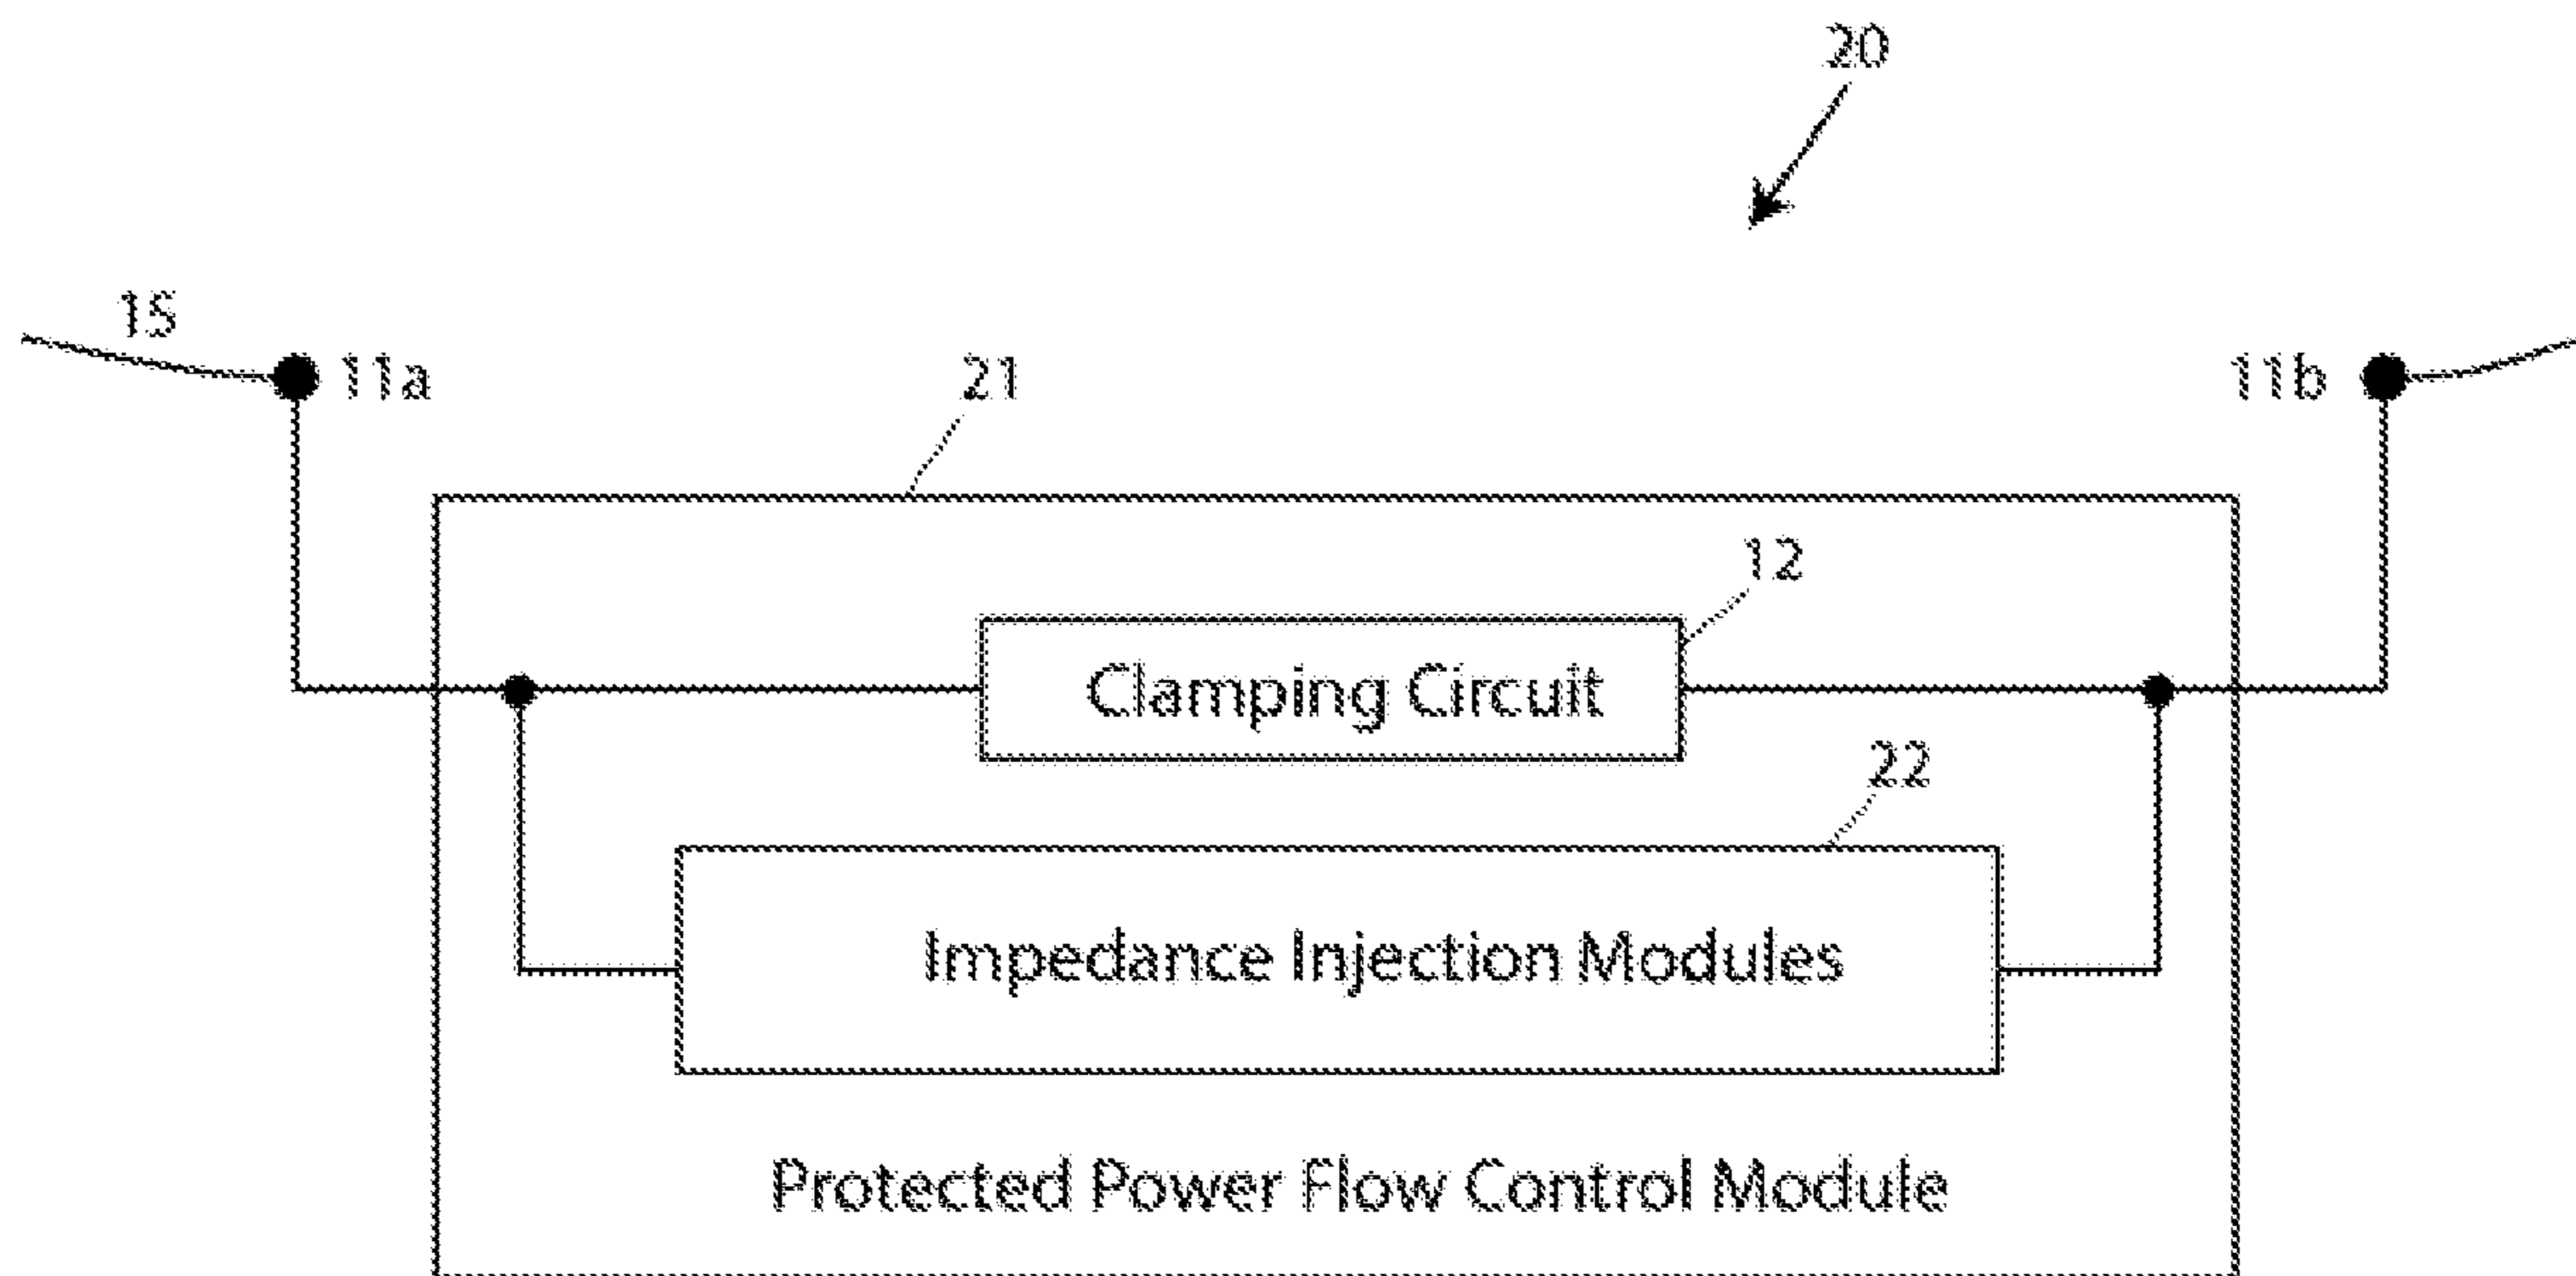 20
15
11a
21
11b
12
Clamping Circuit
22
Impedance Injection Modules
Protected Power Flow Control Module